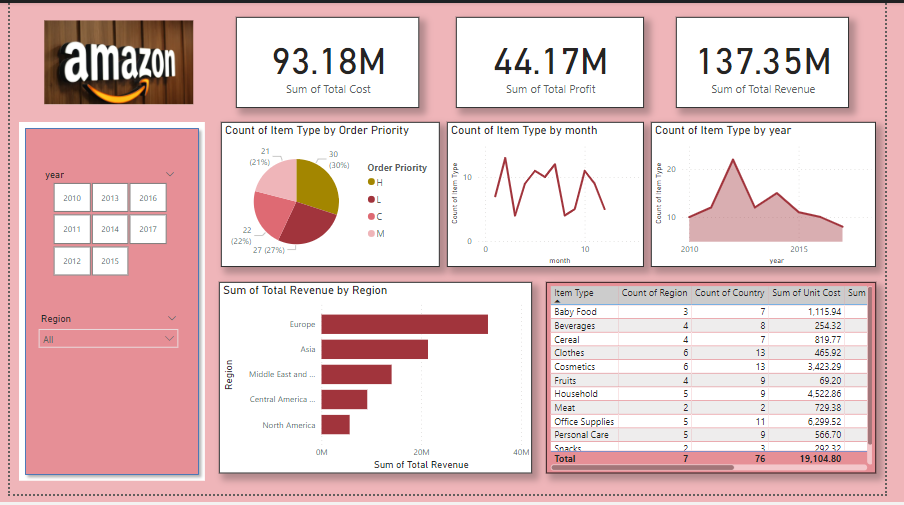 amazon
93.18M
Sum of Total Cost
44.17M
Sum of Total Profit
137.35M
Sum of Total Revenue
year
2010 2013 2016
2011 2014 2017
2012 2015
Region
All
Count of Item Type by Order Priority
21
(21%)
30
(30%)
22
(22%)
27 (27%)
Order Priority
H
L
C
M
Count of Item Type by month
Count of Item Type
10
0
0 10
month
Count of Item Type by year
Count of Item Type
20
10
2010 2015
year
Sum of Total Revenue by Region
Region
Europe
Asia
Middle East and ...
Central America ...
North America
0M 20M 40M
Sum of Total Revenue
Item Type Count of Region Count of Country Sum of Unit Cost Sum
Baby Food 3 7 1,115.94
Beverages 4 8 254.32
Cereal 4 7 819.77
Clothes 6 13 465.92
Cosmetics 6 13 3,423.29
Fruits 4 9 69.20
Household 5 9 4,522.86
Meat 2 2 729.38
Office Supplies 5 11 6,299.52
Personal Care 5 9 566.70
Snacks 2 3 292.32
Total 7 76 19,104.80